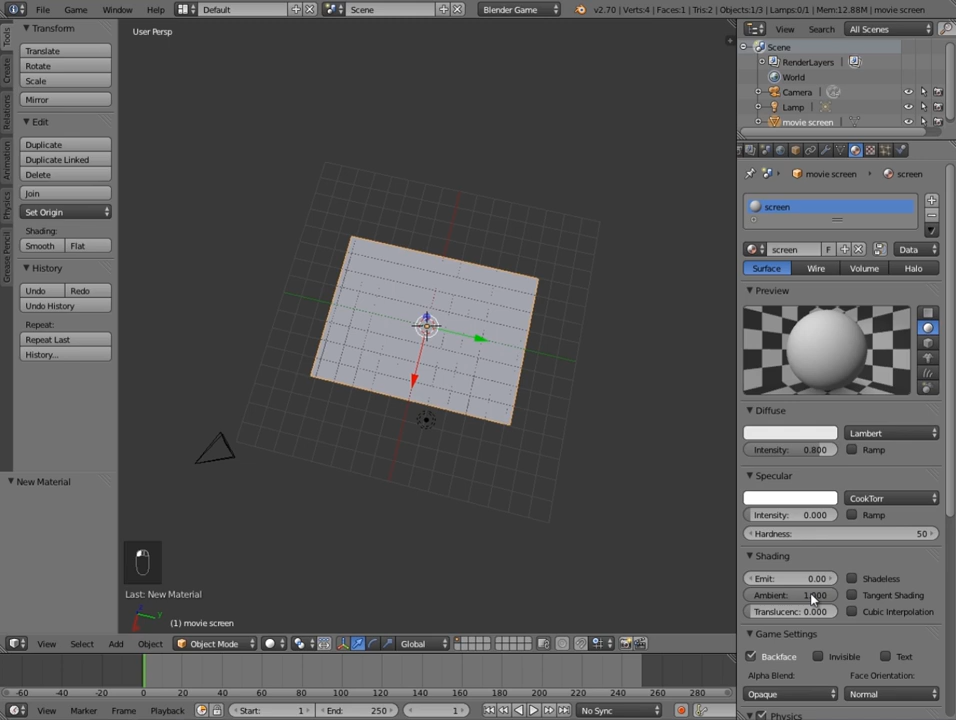 File Game Window Help Default Scene Blender Game v2.70 | Verts:4 | Faces:1 | Tris:2 | Objects:1/3 | Lamps:0/1 | Mem:12.88M | movie screen
Tools
Create
Relations
Animation
Physics
Grease Pencil
Transform
Translate
Rotate
Scale
Mirror
Edit
Duplicate
Duplicate Linked
Delete
Join
Set Origin
Shading:
Smooth Flat
History
Undo Redo
Undo History
Repeat:
Repeat Last
History...
New Material
User Persp
Last: New Material
y
(1) movie screen
View Select Add Object Object Mode Global
-60 -40 -20 0 20 40 60 80 100 120 140 160 180 200 220 240 260 280
View Marker Frame Playback Start: 1 End: 250 1 No Sync
View Search All Scenes
Scene
RenderLayers
World
Camera
Lamp
movie screen
movie screen screen
screen
screen F Data
Surface Wire Volume Halo
Preview
Diffuse
Lambert
Intensity: 0.800 Ramp
Specular
CookTorr
Intensity: 0.000 Ramp
Hardness: 50
Shading
Emit: 0.00 Shadeless
Ambient: Tangent Shading
Translucenc: 0.000 Cubic Interpolation
Game Settings
Backface Invisible Text
Alpha Blend: Face Orientation:
Opaque Normal
Physics